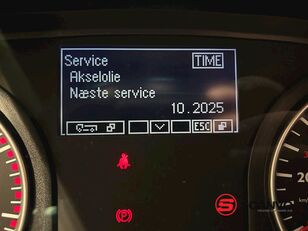 Service TIME
Akselolie
Næste service
10.2025
ESC
P
S